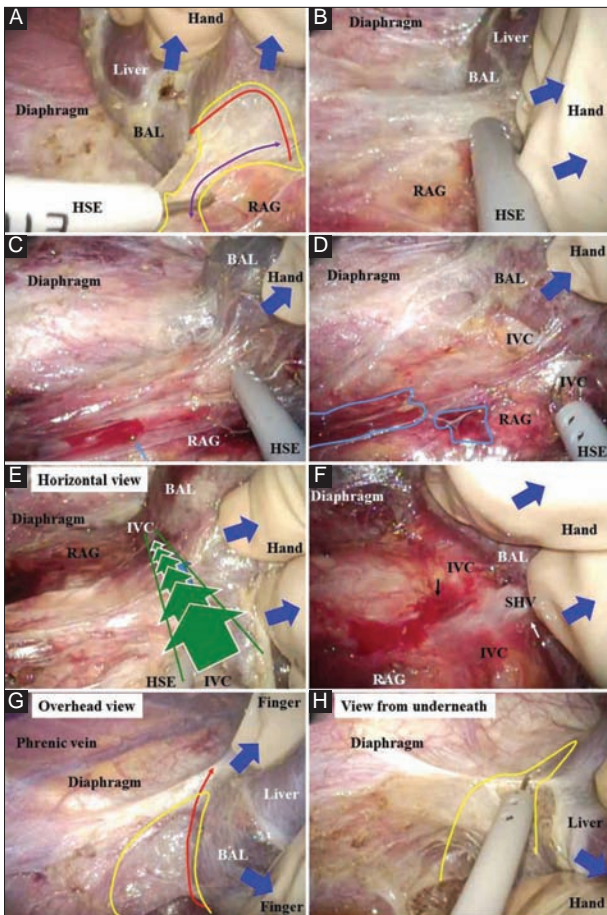 A
Hand
Liver
Diaphragm
BAL
HSE
RAG
B
Diaphragm
Liver
BAL
Hand
RAG
HSE
C
BAL
Diaphragm
Hand
RAG
HSE
D
Hand
Diaphragm
BAL
IVC
IVC
RAG
HSE
E
Horizontal view
BAL
IVC
Diaphragm
RAG
Hand
HSE
IVC
F
Diaphragm
Hand
BAL
IVC
SHV
IVC
RAG
G
Overhead view
Finger
Phrenic vein
Diaphragm
Liver
BAL
Finger
H
View from underneath
Diaphragm
Liver
Hand